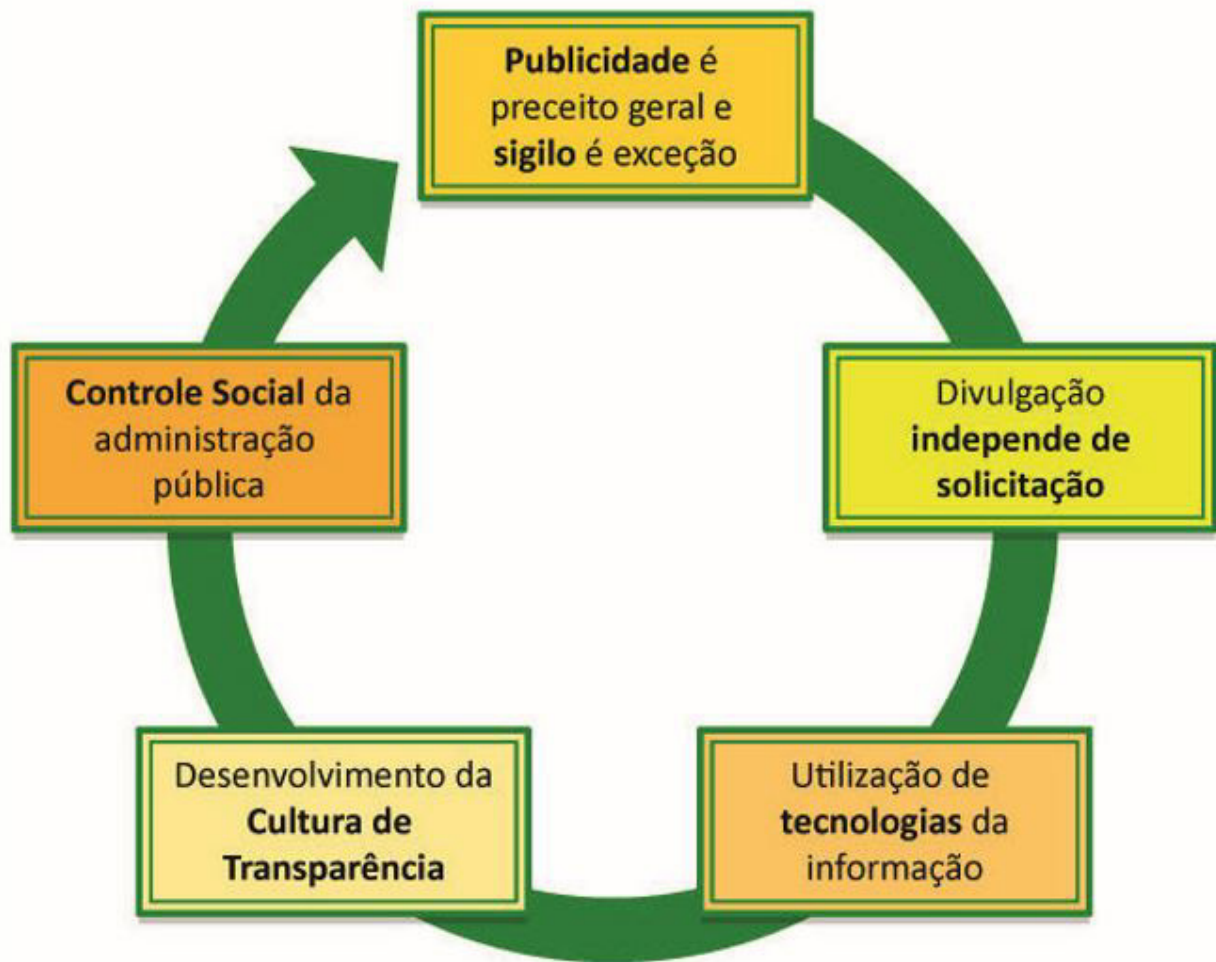 Publicidade é
preceito geral e
sigilo é exceção
Divulgação
independe de
solicitação
Utilização de
tecnologias da
informação
Desenvolvimento da
Cultura de
Transparência
Controle Social da
administração
pública